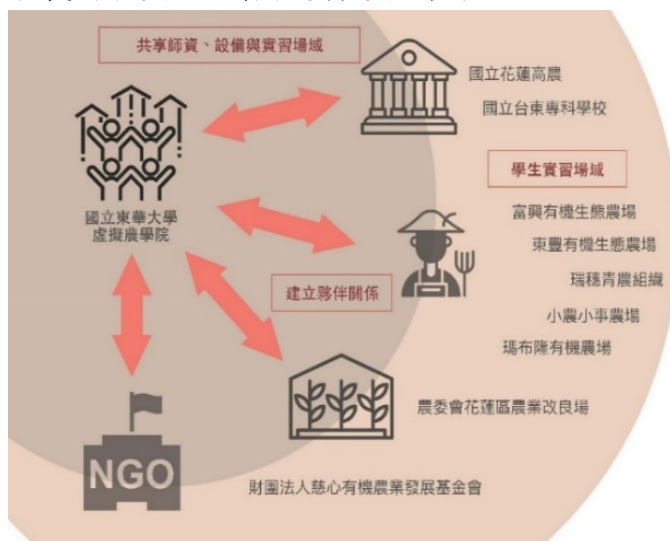 共享師資、設備與實習場域
國立花蓮高農
國立台東專科學校
國立東華大學
虛擬農學院
學生實習場域
富興有機生態農場
東豐有機生態農場
瑞穗青農組織
小農小事農場
瑪布隆有機農場
建立夥伴關係
農委會花蓮區農業改良場
NGO
財團法人慈心有機農業發展基金會